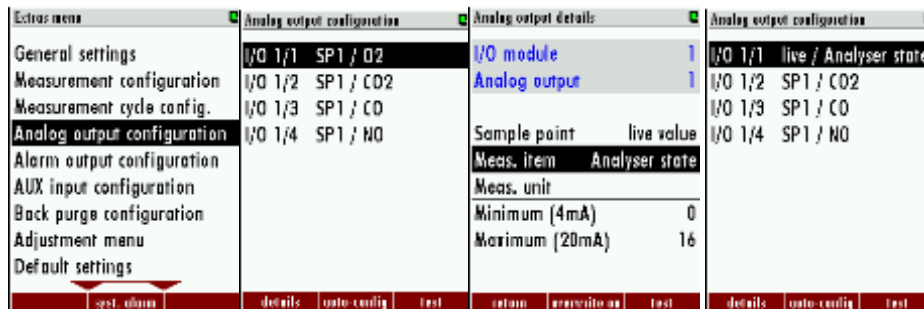 Extras menu
General settings
Measurement configuration
Measurement cycle config.
Analog output configuration
Alarm output configuration
AUX input configuration
Back purge configuration
Adjustment menu
Default settings
syst. alarm
Analog output configuration
I/O 1/1 SP1 / O2
I/O 1/2 SP1 / CO2
I/O 1/3 SP1 / CO
I/O 1/4 SP1 / NO
details auto-config test
Analog output details
I/O module 1
Analog output 1
Sample point live value
Meas. item Analyser state
Meas. unit
Minimum (4mA) 0
Maximum (20mA) 16
return overwrite on test
Analog output configuration
I/O 1/1 live / Analyser state
I/O 1/2 SP1 / CO2
I/O 1/3 SP1 / CO
I/O 1/4 SP1 / NO
details auto-config test